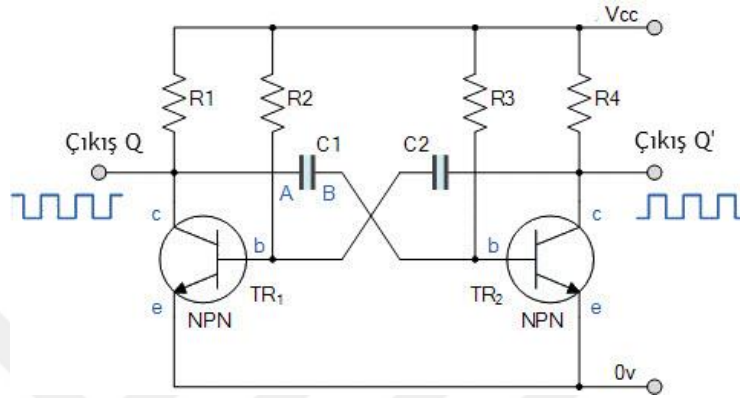 Vcc
R1
R2
R3
R4
Çıkış Q
C1
C2
Çıkış Q'
A
B
c
c
b
b
TR1
TR2
e
NPN
NPN
e
0v